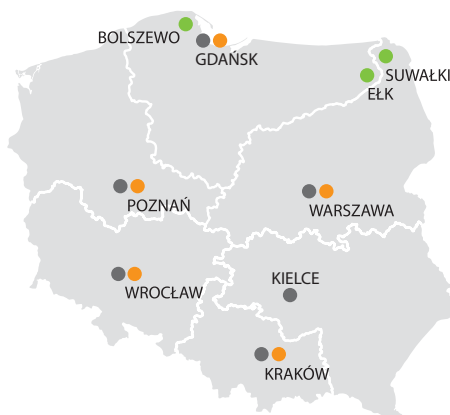 BOLSZEWO
GDAŃSK
SUWAŁKI
EŁK
POZNAŃ
WARSZAWA
KIELCE
WROCŁAW
KRAKÓW